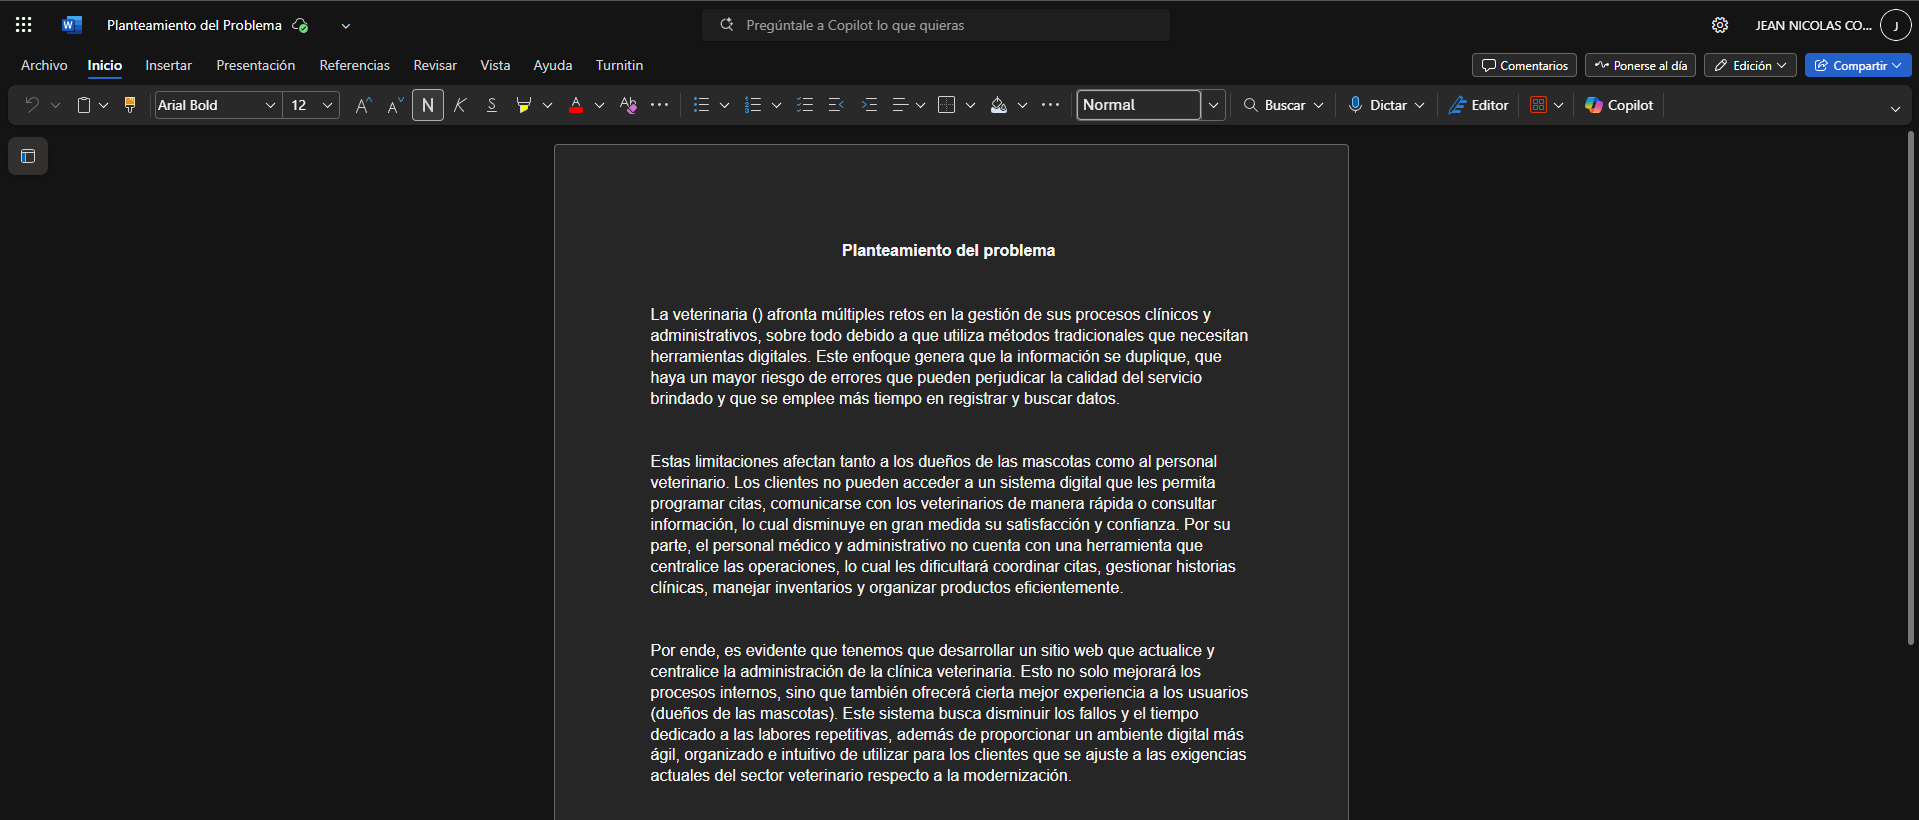 Planteamiento del Problema
Pregúntale a Copilot lo que quieras
JEAN NICOLAS CO...
J
Archivo Inicio Insertar Presentación Referencias Revisar Vista Ayuda Turnitin
Comentarios Ponerse al día Edición Compartir
Arial Bold 12 N K S A Normal Buscar Dictar Editor Copilot
Planteamiento del problema
La veterinaria () afronta múltiples retos en la gestión de sus procesos clínicos y
administrativos, sobre todo debido a que utiliza métodos tradicionales que necesitan
herramientas digitales. Este enfoque genera que la información se duplique, que
haya un mayor riesgo de errores que pueden perjudicar la calidad del servicio
brindado y que se emplee más tiempo en registrar y buscar datos.
Estas limitaciones afectan tanto a los dueños de las mascotas como al personal
veterinario. Los clientes no pueden acceder a un sistema digital que les permita
programar citas, comunicarse con los veterinarios de manera rápida o consultar
información, lo cual disminuye en gran medida su satisfacción y confianza. Por su
parte, el personal médico y administrativo no cuenta con una herramienta que
centralice las operaciones, lo cual les dificultará coordinar citas, gestionar historias
clínicas, manejar inventarios y organizar productos eficientemente.
Por ende, es evidente que tenemos que desarrollar un sitio web que actualice y
centralice la administración de la clínica veterinaria. Esto no solo mejorará los
procesos internos, sino que también ofrecerá cierta mejor experiencia a los usuarios
(dueños de las mascotas). Este sistema busca disminuir los fallos y el tiempo
dedicado a las labores repetitivas, además de proporcionar un ambiente digital más
ágil, organizado e intuitivo de utilizar para los clientes que se ajuste a las exigencias
actuales del sector veterinario respecto a la modernización.